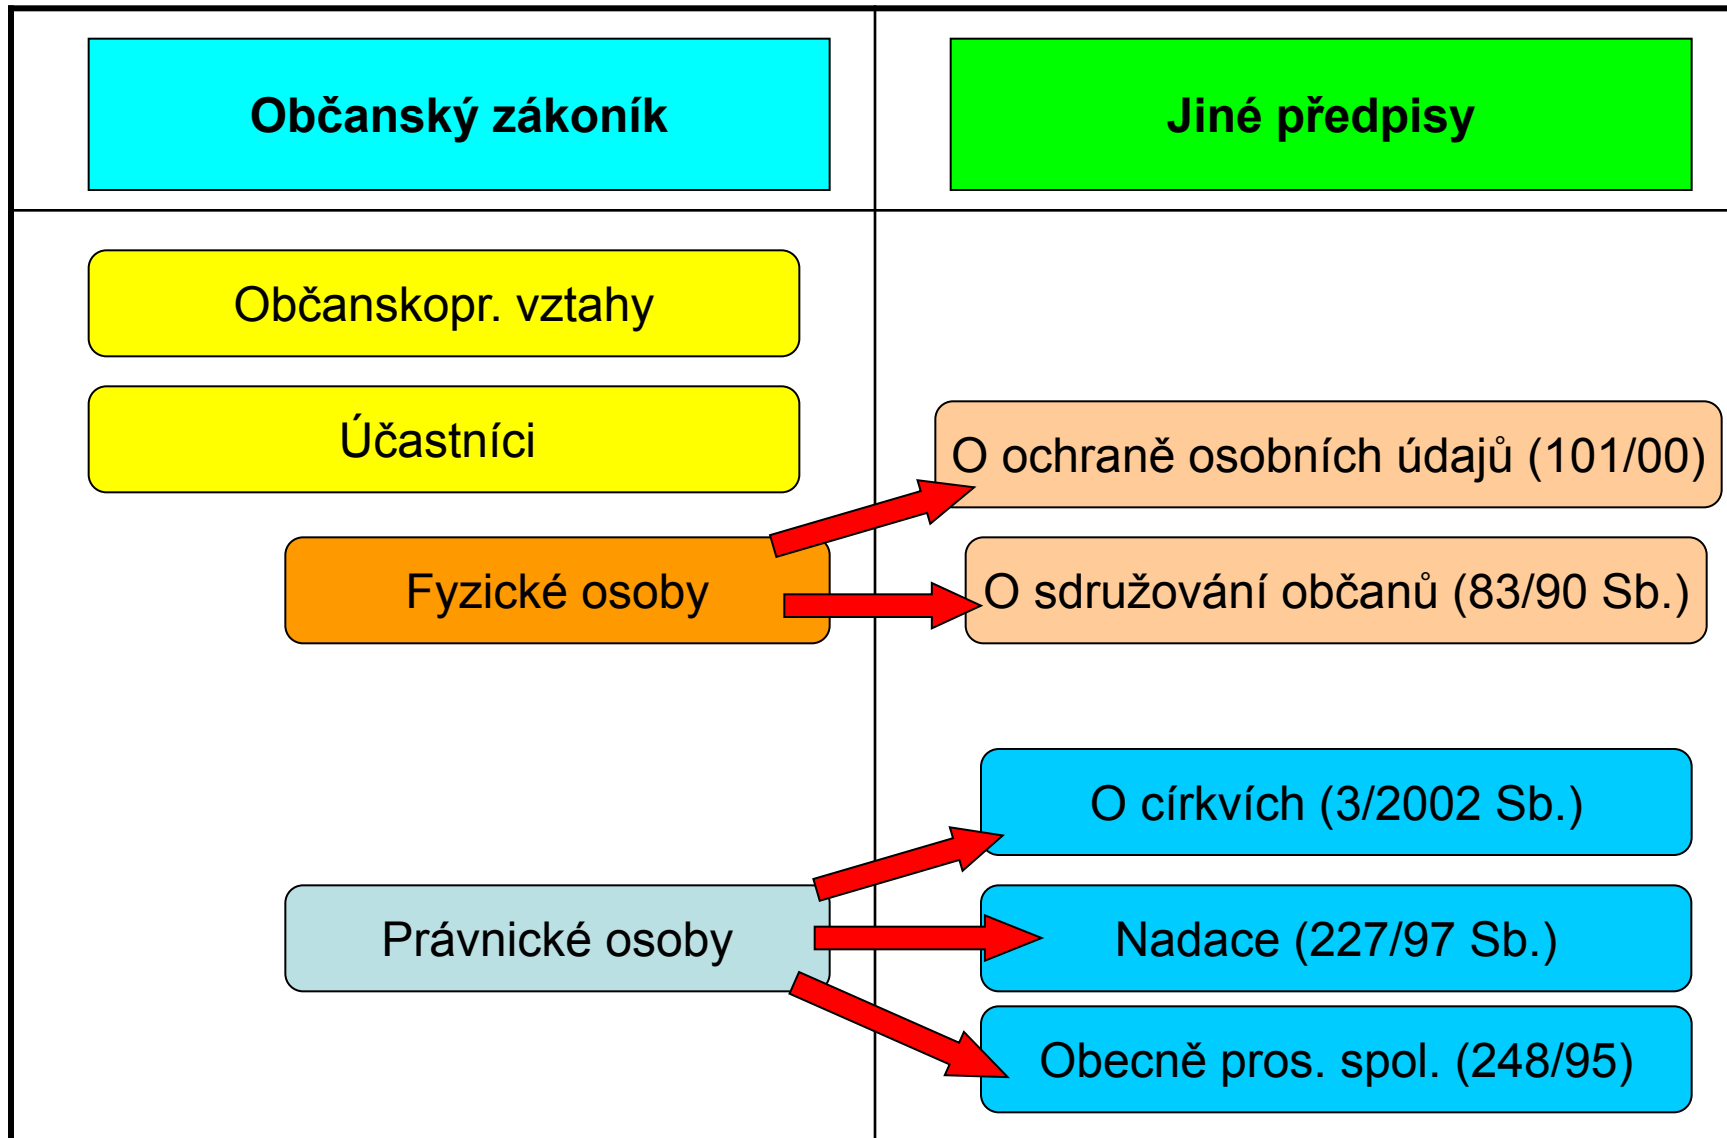 Občanský zákoník
Jiné předpisy
Občanskopr. vztahy
Účastníci
O ochraně osobních údajů (101/00)
Fyzické osoby
O sdružování občanů (83/90 Sb.)
O církvích (3/2002 Sb.)
Právnické osoby
Nadace (227/97 Sb.)
Obecně pros. spol. (248/95)